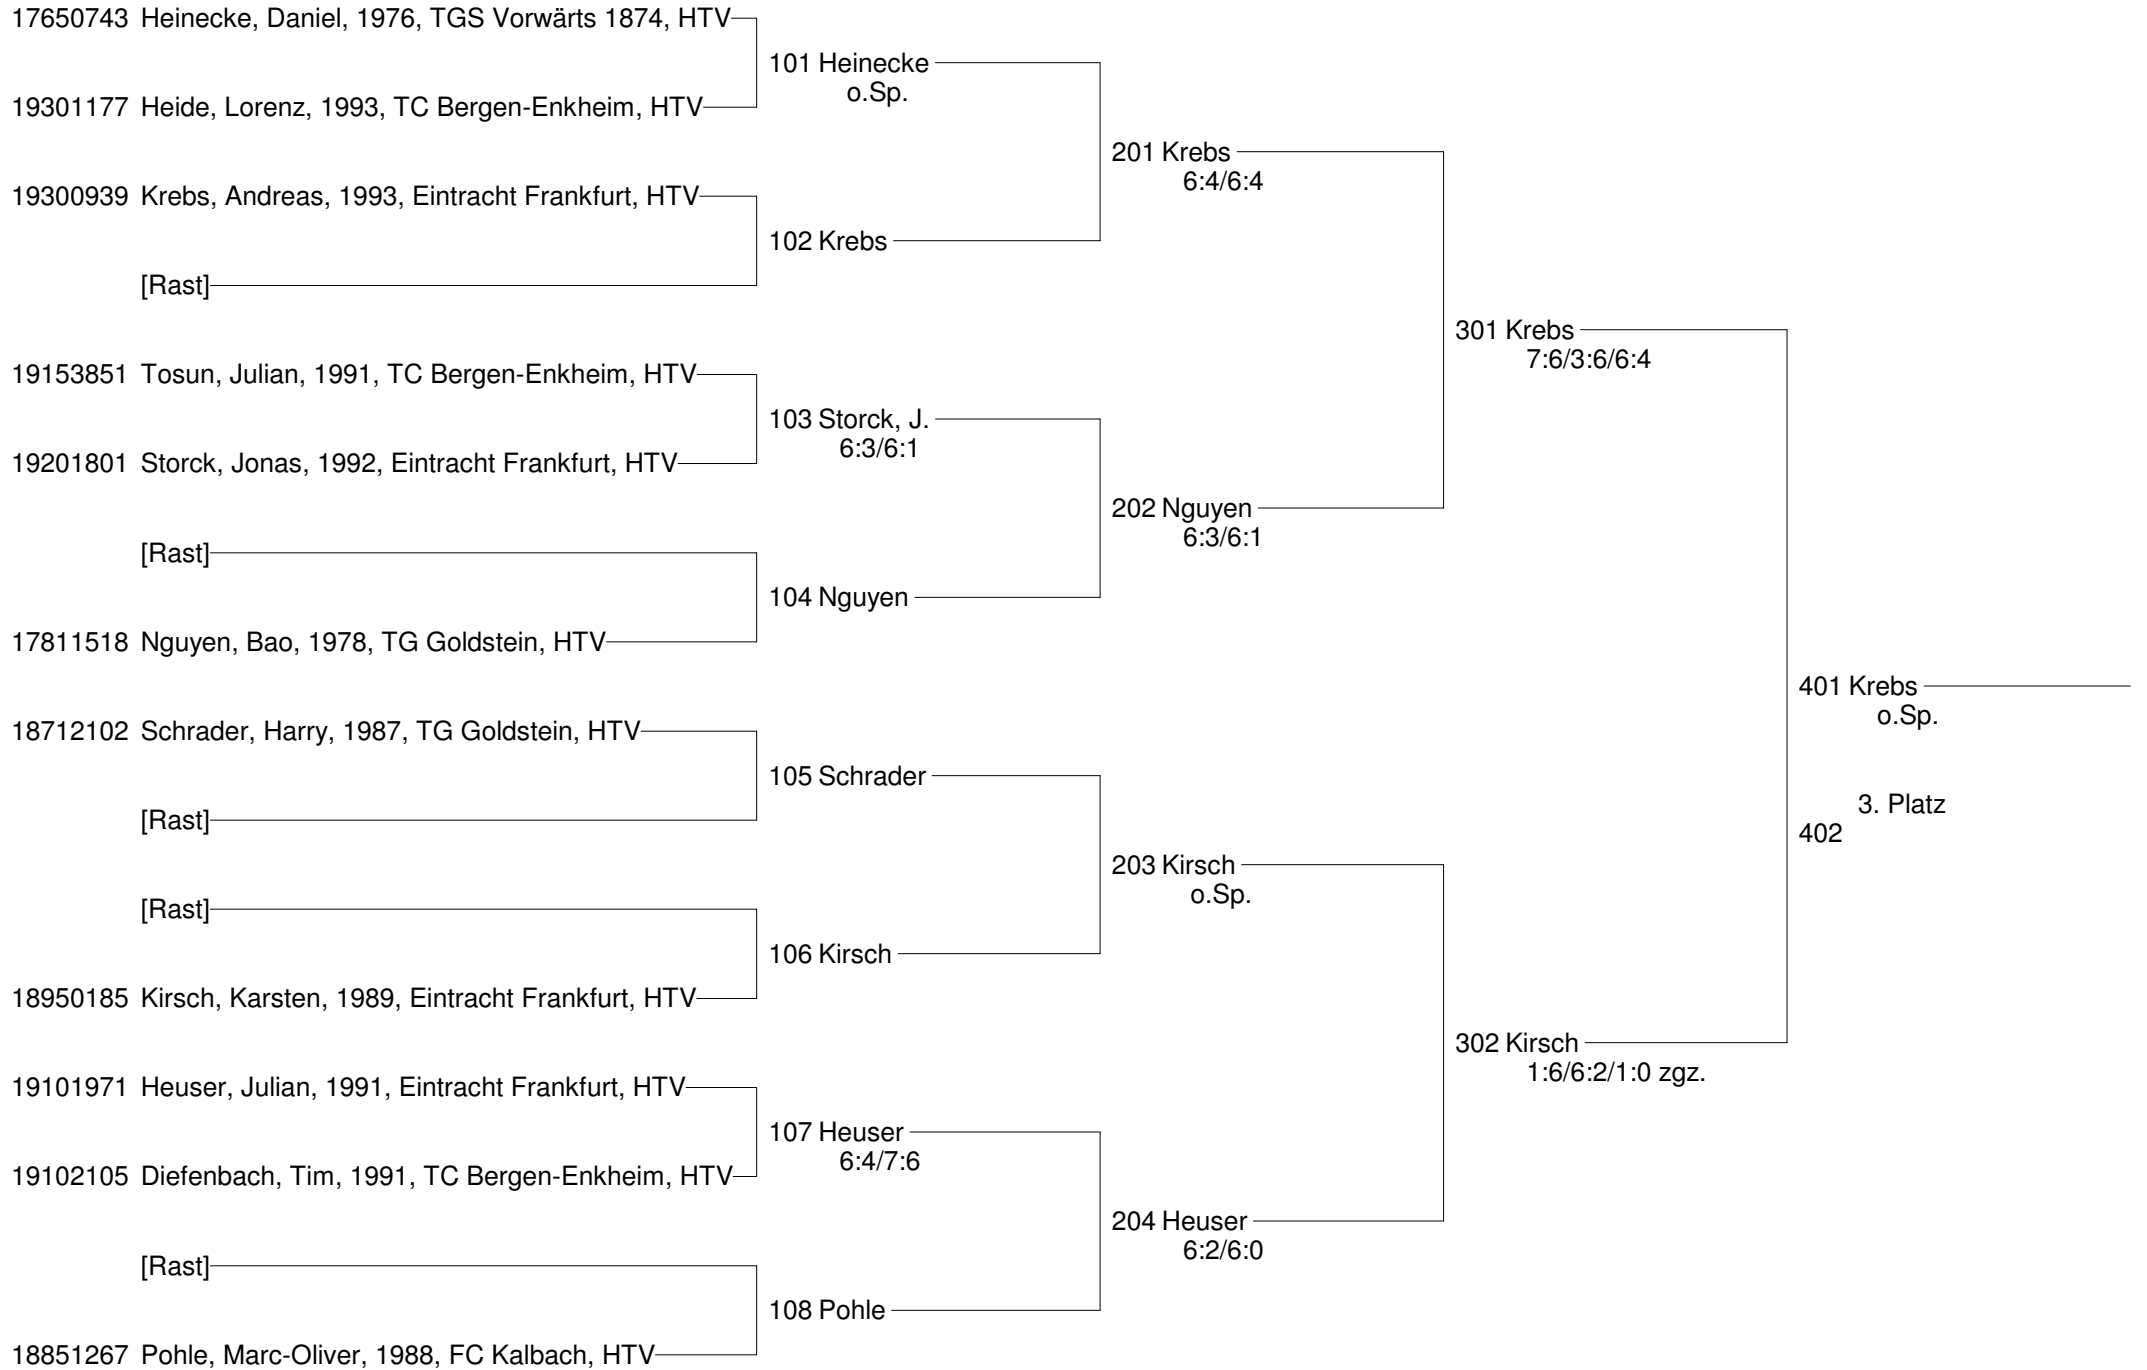 17650743 Heinecke, Daniel, 1976, TGS Vorwärts 1874, HTV
101 Heinecke
o.Sp.
19301177 Heide, Lorenz, 1993, TC Bergen-Enkheim, HTV
201 Krebs
6:4/6:4
19300939 Krebs, Andreas, 1993, Eintracht Frankfurt, HTV
102 Krebs
[Rast]
301 Krebs
7:6/3:6/6:4
19153851 Tosun, Julian, 1991, TC Bergen-Enkheim, HTV
103 Storck, J.
6:3/6:1
19201801 Storck, Jonas, 1992, Eintracht Frankfurt, HTV
202 Nguyen
6:3/6:1
[Rast]
104 Nguyen
17811518 Nguyen, Bao, 1978, TG Goldstein, HTV
401 Krebs
o.Sp.
18712102 Schrader, Harry, 1987, TG Goldstein, HTV
105 Schrader
3. Platz
402
[Rast]
203 Kirsch
o.Sp.
[Rast]
106 Kirsch
18950185 Kirsch, Karsten, 1989, Eintracht Frankfurt, HTV
302 Kirsch
1:6/6:2/1:0 zgz.
19101971 Heuser, Julian, 1991, Eintracht Frankfurt, HTV
107 Heuser
6:4/7:6
19102105 Diefenbach, Tim, 1991, TC Bergen-Enkheim, HTV
204 Heuser
6:2/6:0
[Rast]
108 Pohle
18851267 Pohle, Marc-Oliver, 1988, FC Kalbach, HTV